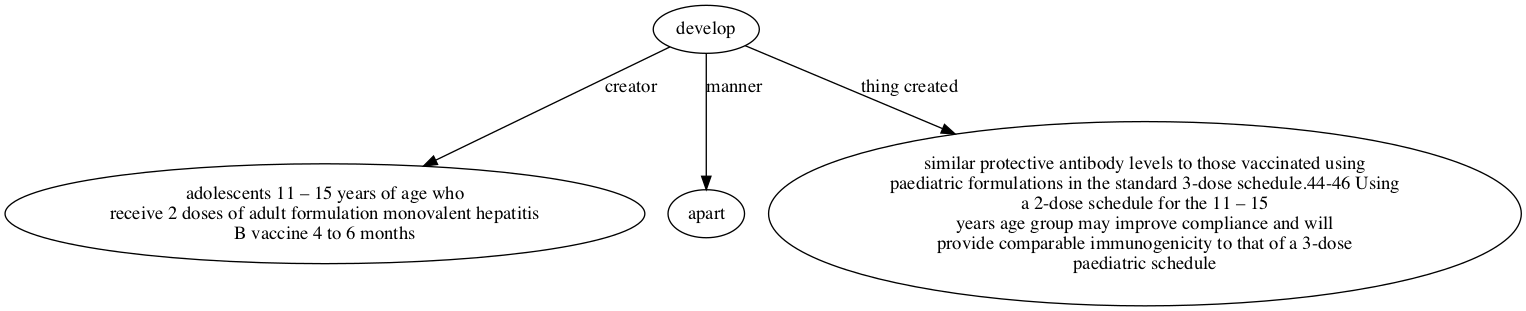 develop
creator
manner
thing created
adolescents 11 – 15 years of age who
receive 2 doses of adult formulation monovalent hepatitis
B vaccine 4 to 6 months
apart
similar protective antibody levels to those vaccinated using
paediatric formulations in the standard 3-dose schedule.44-46 Using
a 2-dose schedule for the 11 – 15
years age group may improve compliance and will
provide comparable immunogenicity to that of a 3-dose
paediatric schedule